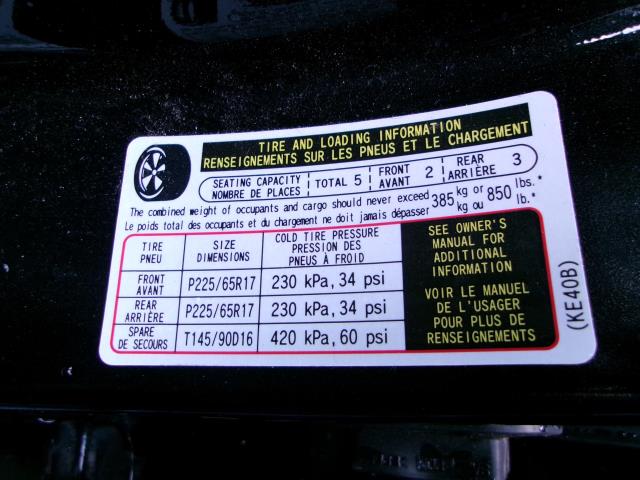 TIRE AND LOADING INFORMATION
RENSEIGNEMENTS SUR LES PNEUS ET LE CHARGEMENT
SEATING CAPACITY
NOMBRE DE PLACES
TOTAL 5
FRONT
AVANT
2
REAR
ARRIÈRE
3
The combined weight of occupants and cargo should never exceed 385 kg or 850 lbs.*
Le poids total des occupants et du chargement ne doit jamais dépasser kg ou lb.*
TIRE
PNEU
SIZE
DIMENSIONS
COLD TIRE PRESSURE
PRESSION DES
PNEUS À FROID
FRONT
AVANT
P225/65R17
230 kPa, 34 psi
REAR
ARRIÈRE
P225/65R17
230 kPa, 34 psi
SPARE
DE SECOURS
T145/90D16
420 kPa, 60 psi
SEE OWNER'S
MANUAL FOR
ADDITIONAL
INFORMATION
VOIR LE MANUEL
DE L'USAGER
POUR PLUS DE
RENSEIGNEMENTS
(KE40B)